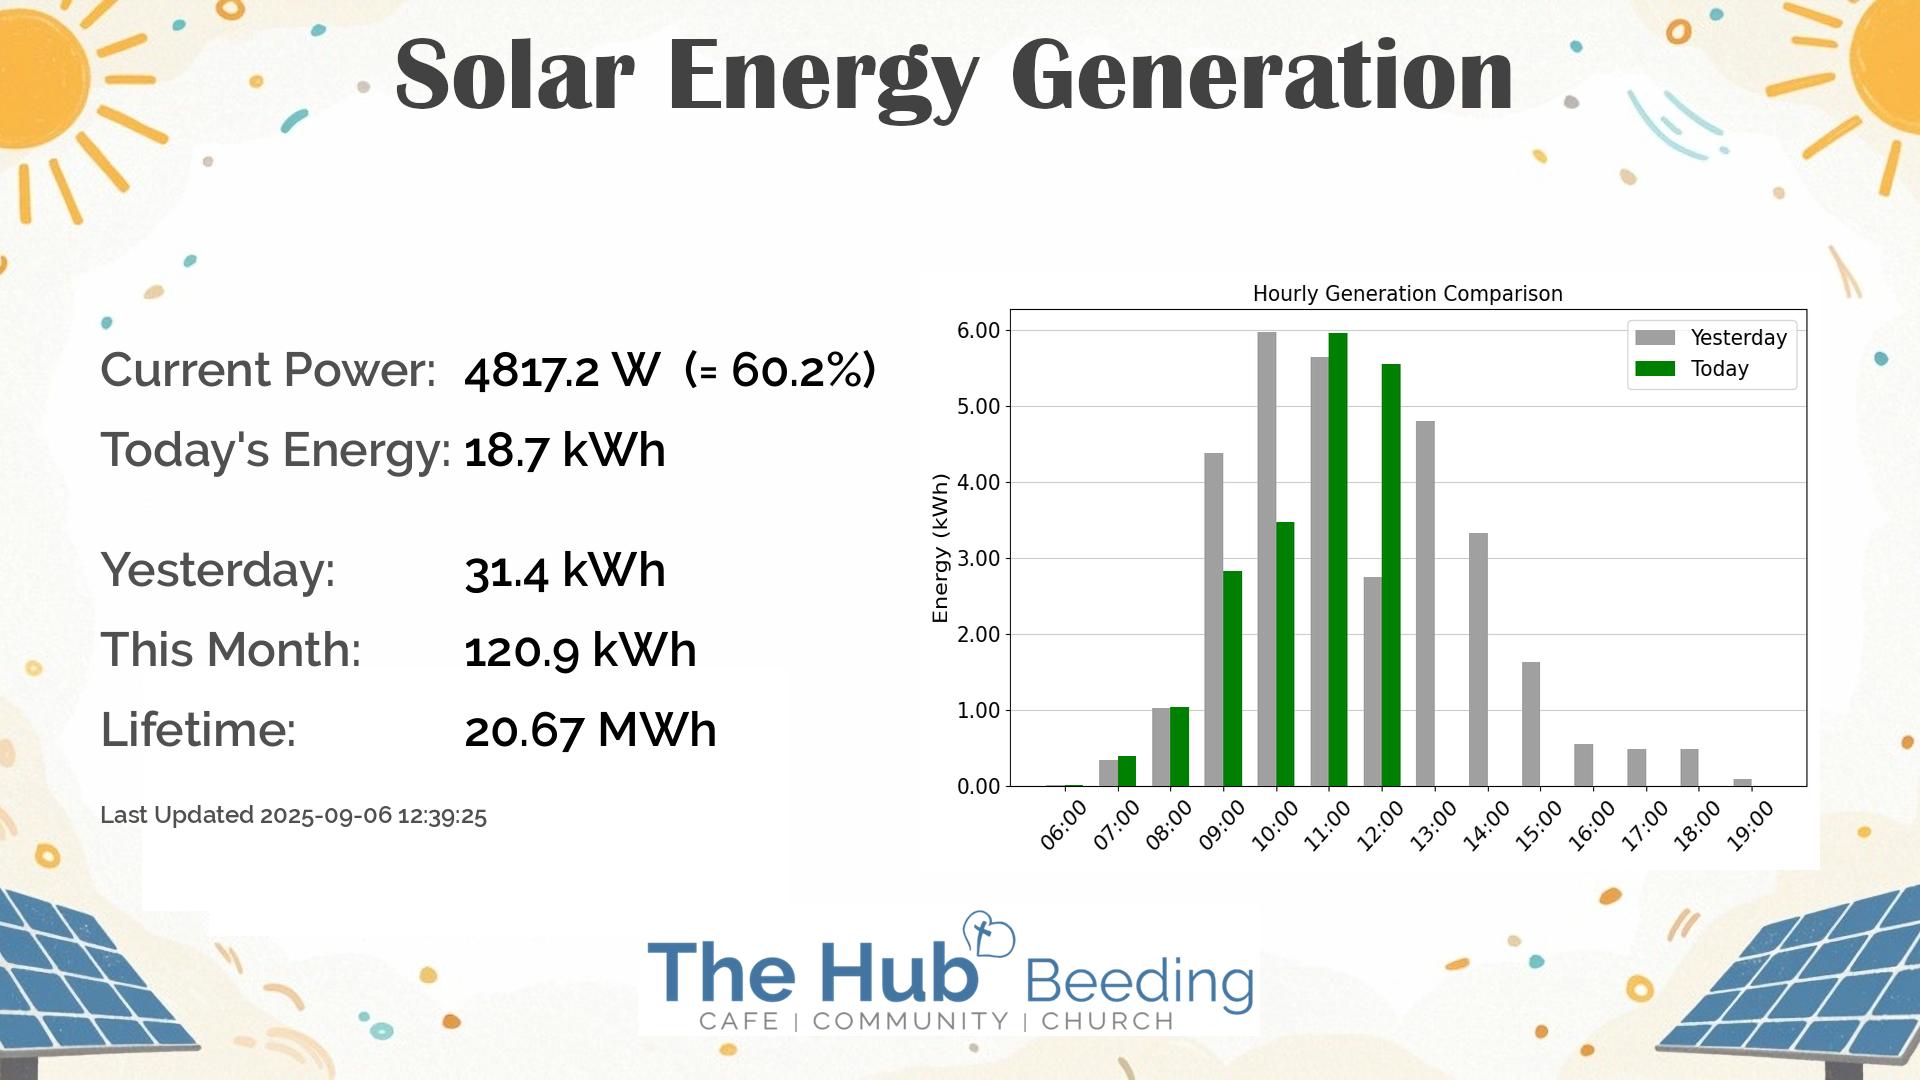 Solar Energy Generation
Current Power: 4817.2 W (= 60.2%)
Today's Energy: 18.7 kWh
Yesterday: 31.4 kWh
This Month: 120.9 kWh
Lifetime: 20.67 MWh
Last Updated 2025-09-06 12:39:25
Hourly Generation Comparison
Yesterday
Today
Energy (kWh)
6.00
5.00
4.00
3.00
2.00
1.00
0.00
06:00 07:00 08:00 09:00 10:00 11:00 12:00 13:00 14:00 15:00 16:00 17:00 18:00 19:00
The Hub Beeding
CAFE | COMMUNITY | CHURCH